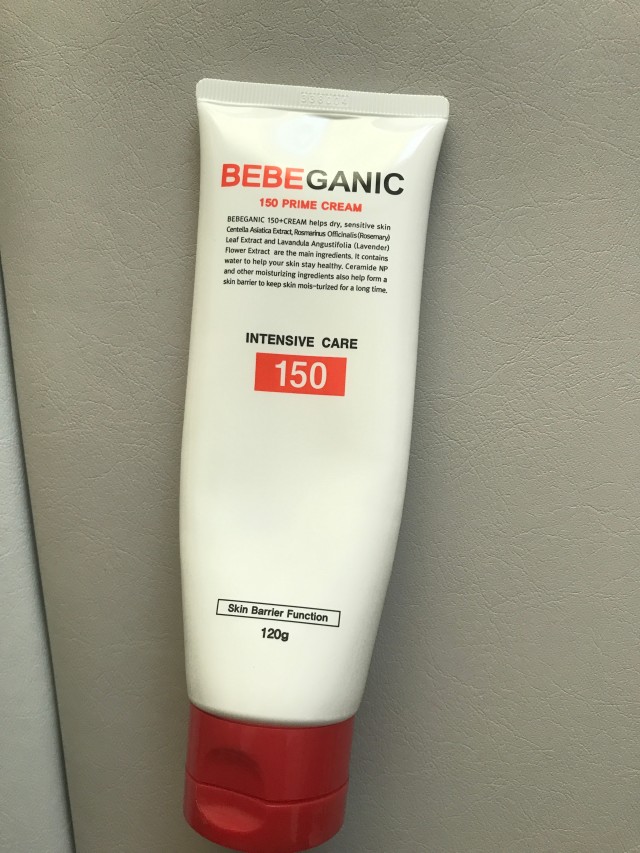 BEBEGANIC
150 PRIME CREAM
BEBEGANIC 150+CREAM helps dry, sensitive skin
Centella Asiatica Extract, Rosmarinus Officinalis (Rosemary)
Leaf Extract and Lavandula Angustifolia (Lavender)
Flower Extract are the main ingredients. It contains
water to help your skin stay healthy. Ceramide NP
and other moisturizing ingredients also help form a
skin barrier to keep skin mois-turized for a long time.
INTENSIVE CARE
150
Skin Barrier Function
120g